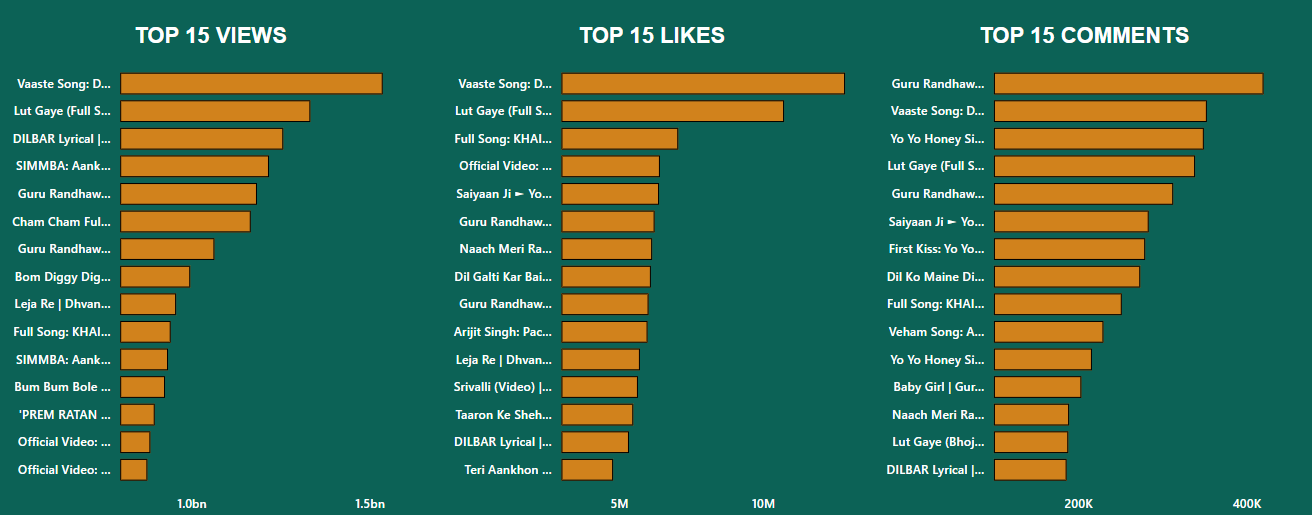 TOP 15 VIEWS
Vaaste Song: D...
Lut Gaye (Full S...
DILBAR Lyrical |...
SIMMBA: Aank...
Guru Randhaw...
Cham Cham Ful...
Guru Randhaw...
Bom Diggy Dig...
Leja Re | Dhvan...
Full Song: KHAI...
SIMMBA: Aank...
Bum Bum Bole ...
'PREM RATAN ...
Official Video: ...
Official Video: ...
1.0bn 1.5bn
TOP 15 LIKES
Vaaste Song: D...
Lut Gaye (Full S...
Full Song: KHAI...
Official Video: ...
Saiyaan Ji ► Yo...
Guru Randhaw...
Naach Meri Ra...
Dil Galti Kar Bai...
Guru Randhaw...
Arijit Singh: Pac...
Leja Re | Dhvan...
Srivalli (Video) |...
Taaron Ke Sheh...
DILBAR Lyrical |...
Teri Aankhon ...
5M 10M
TOP 15 COMMENTS
Guru Randhaw...
Vaaste Song: D...
Yo Yo Honey Si...
Lut Gaye (Full S...
Guru Randhaw...
Saiyaan Ji ► Yo...
First Kiss: Yo Yo...
Dil Ko Maine Di...
Full Song: KHAI...
Veham Song: A...
Yo Yo Honey Si...
Baby Girl | Gur...
Naach Meri Ra...
Lut Gaye (Bhoj...
DILBAR Lyrical |...
200K 400K